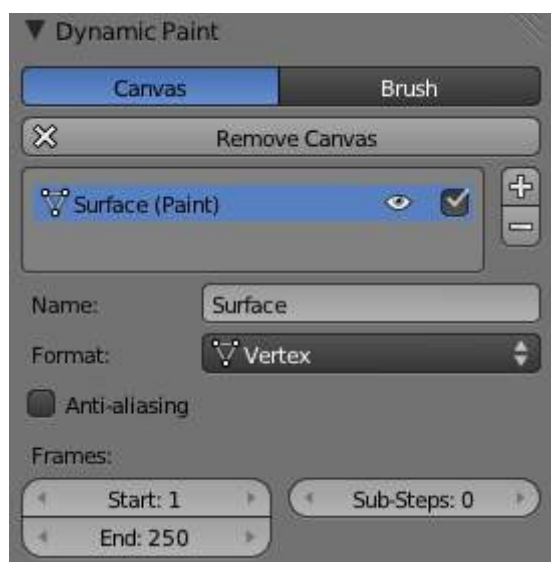 Dynamic Paint
Canvas Brush
Remove Canvas
Surface (Paint)
Name: Surface
Format: Vertex
Anti-aliasing
Frames:
Start: 1 Sub-Steps: 0
End: 250